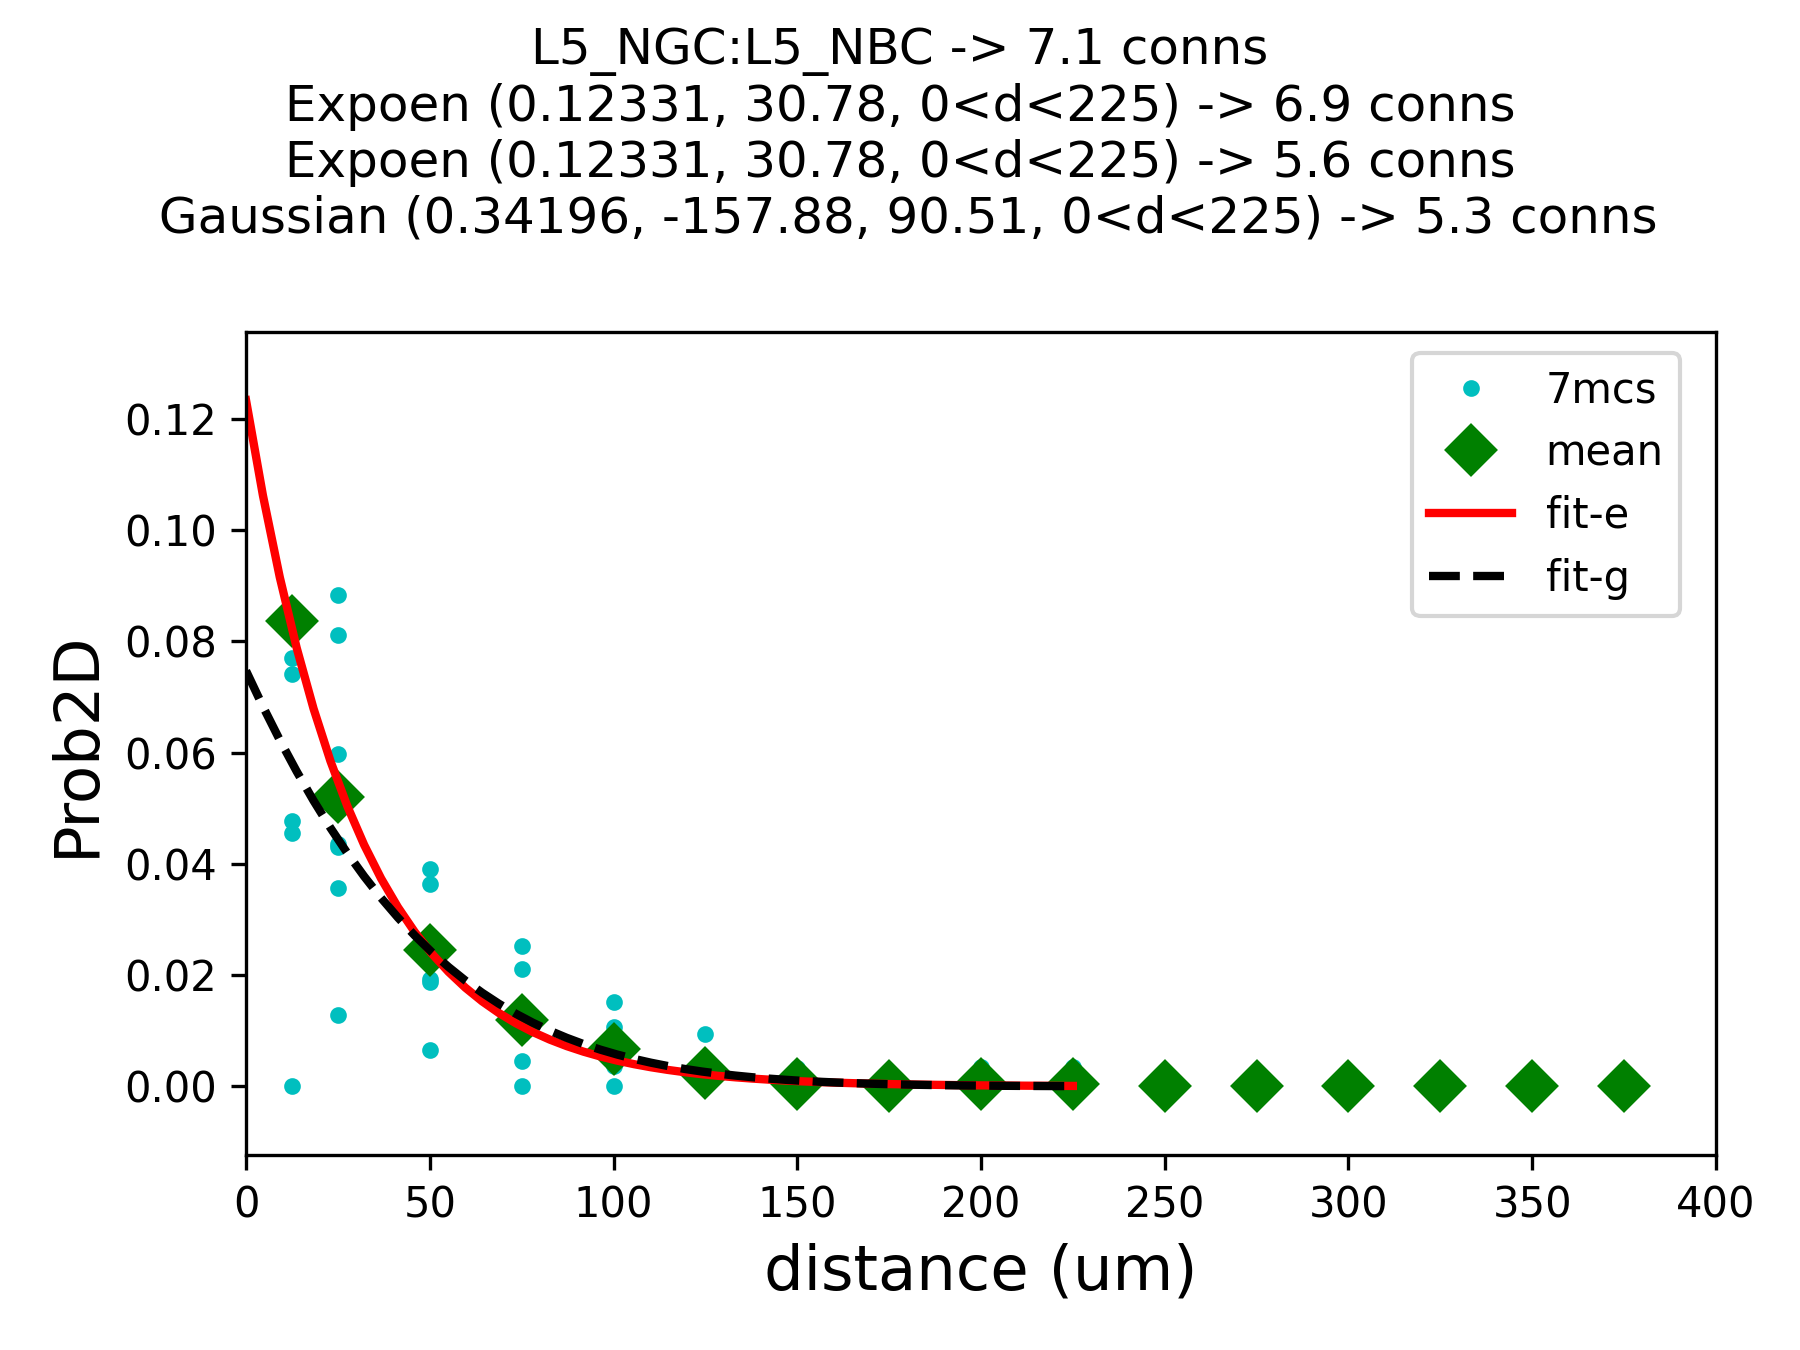 L5_NGC:L5_NBC -> 7.1 conns
Expoen (0.12331, 30.78, 0<d<225) -> 6.9 conns
Expoen (0.12331, 30.78, 0<d<225) -> 5.6 conns
Gaussian (0.34196, -157.88, 90.51, 0<d<225) -> 5.3 conns
7mcs
mean
fit-e
fit-g
Prob2D
0.12
0.10
0.08
0.06
0.04
0.02
0.00
0 50 100 150 200 250 300 350 400
distance (um)